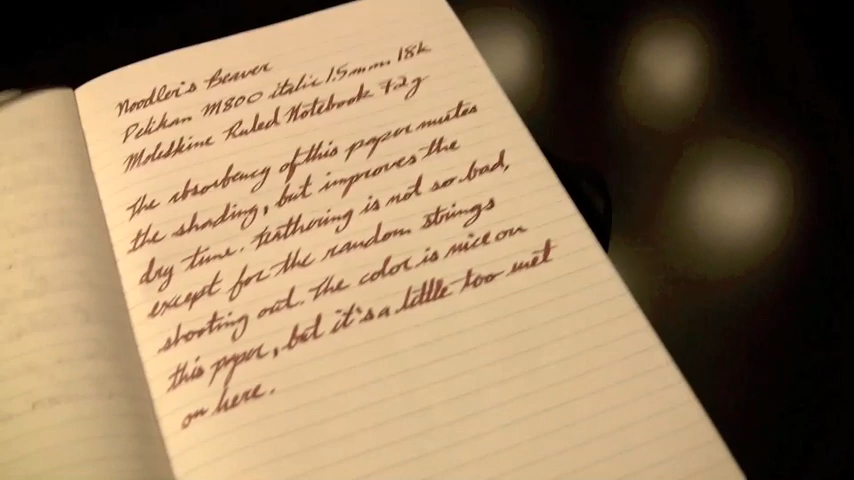 Noodler's Beaver
Pelikan M800 italic 1.5mm. 18k
Moleskine Ruled Notebook 72g
The absorbency of this paper mutes
the shading, but improves the
dry time. Feathering is not so bad,
except for the random strings
shooting out. The color is nice on
this paper, but it's a little too wet
on here.